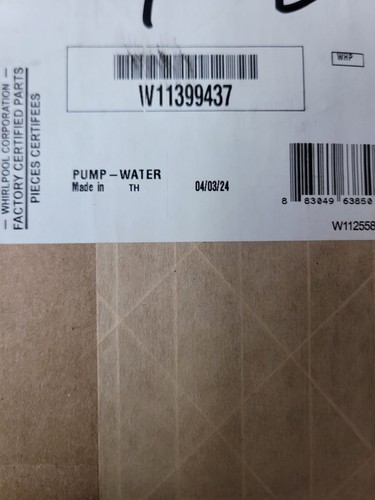 WHP
W11399437
— WHIRLPOOL CORPORATION —
FACTORY CERTIFIED PARTS
PIECES CERTIFEES
PUMP-WATER
Made in TH 04/03/24
8 83049 63850
W112558